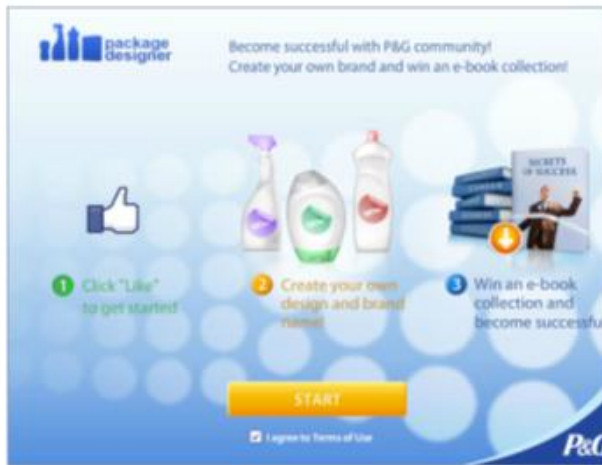 package
designer
Become successful with P&G community!
Create your own brand and win an e-book collection!
SECRETS
OF SUCCESS
1 Click "Like"
to get started
2 Create your own
design and brand
name!
3 Win an e-book
collection and
become successful
START
I agree to Terms of Use
P&G